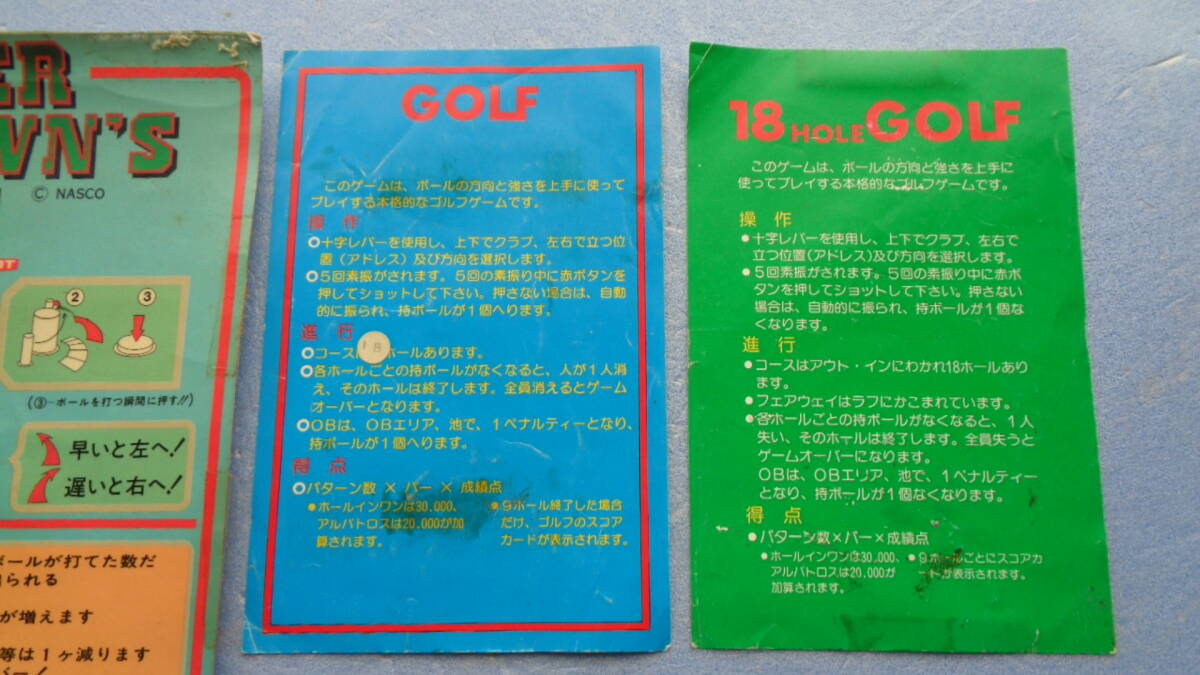 ER
WN'S
© NASCO
② ③
(③ーボールを打つ瞬間に押す!!)
早いと左へ!
遅いと右へ!
ボールが打てた数だ
られる
が増えます
等は1ヶ減ります
GOLF
このゲームは、ボールの方向と強さを上手に使って
プレイする本格的なゴルフゲームです。
操作
○十字レバーを使用し、上下でクラブ、左右で立つ位
置(アドレス)及び方向を選択します。
○5回素振がされます。5回の素振り中に赤ボタンを
押してショットして下さい。押さない場合は、自動
的に振られ、持ボールが1個へります。
進行
○コースは18ホールあります。
○各ホールごとの持ボールがなくなると、人が1人消
え、そのホールは終了します。全員消えるとゲーム
オーバーとなります。
○OBは、OBエリア、池で、1ペナルティーとなり、
持ボールが1個へります。
得点
○パターン数×パー×成績点
●ホールインワンは30,000、
アルバトロスは20,000が加
算されます。
●9ホール終了した場合
だけ、ゴルフのスコア
カードが表示されます。
18 HOLE GOLF
このゲームは、ボールの方向と強さを上手に
使ってプレイする本格的なゴルフゲームです。
操作
●十字レバーを使用し、上下でクラブ、左右で
立つ位置(アドレス)及び方向を選択します。
●5回素振がされます。5回の素振り中に赤ボ
タンを押してショットして下さい。押さない
場合は、自動的に振られ、持ボールが1個な
くなります。
進行
●コースはアウト・インにわかれ18ホールあり
ます。
●フェアウェイはラフにかこまれています。
●各ホールごとの持ボールがなくなると、1人
失い、そのホールは終了します。全員失うと
ゲームオーバーになります。
OBは、OBエリア、池で、1ペナルティー
となり、持ボールが1個なくなります。
得点
●パターン数×パー×成績点
●ホールインワンは30,000、
アルバトロスは20,000が
加算されます。
●9ホールごとにスコアカ
ードが表示されます。